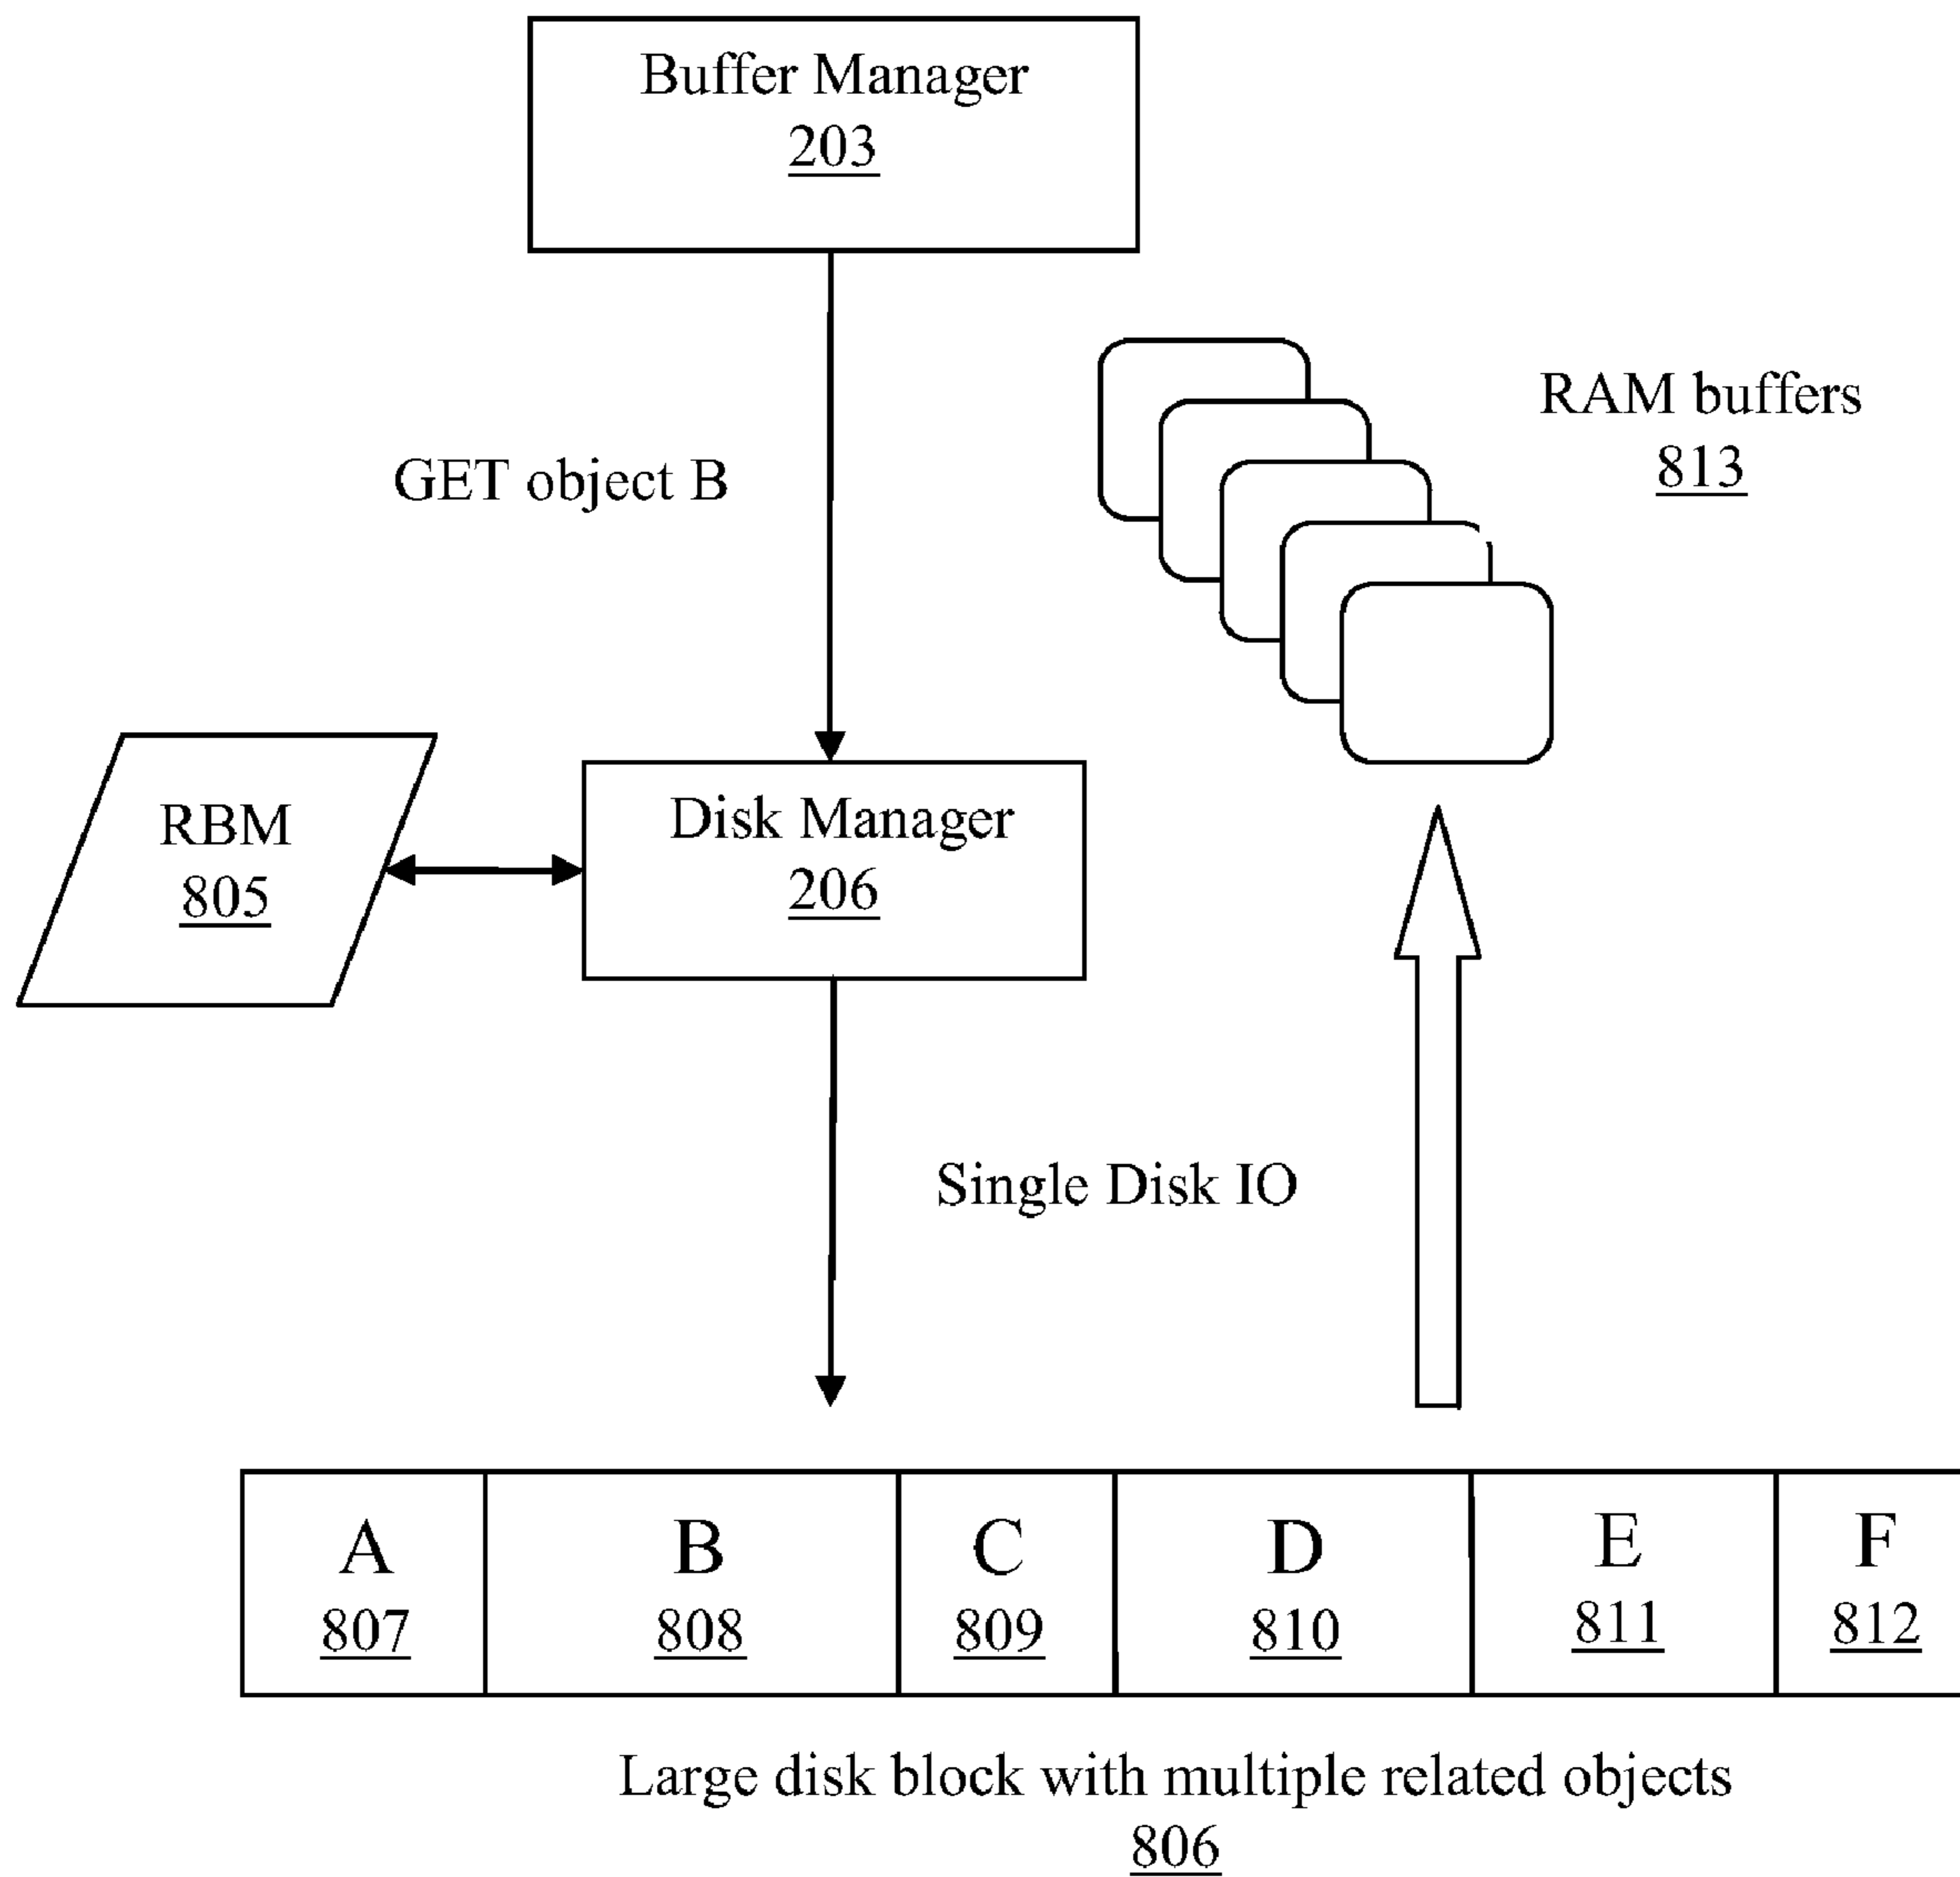 Buffer Manager
203
RAM buffers
813
GET object B
RBM
805
Disk Manager
206
Single Disk IO
A
807
B
808
C
809
D
810
E
811
F
812
Large disk block with multiple related objects
806